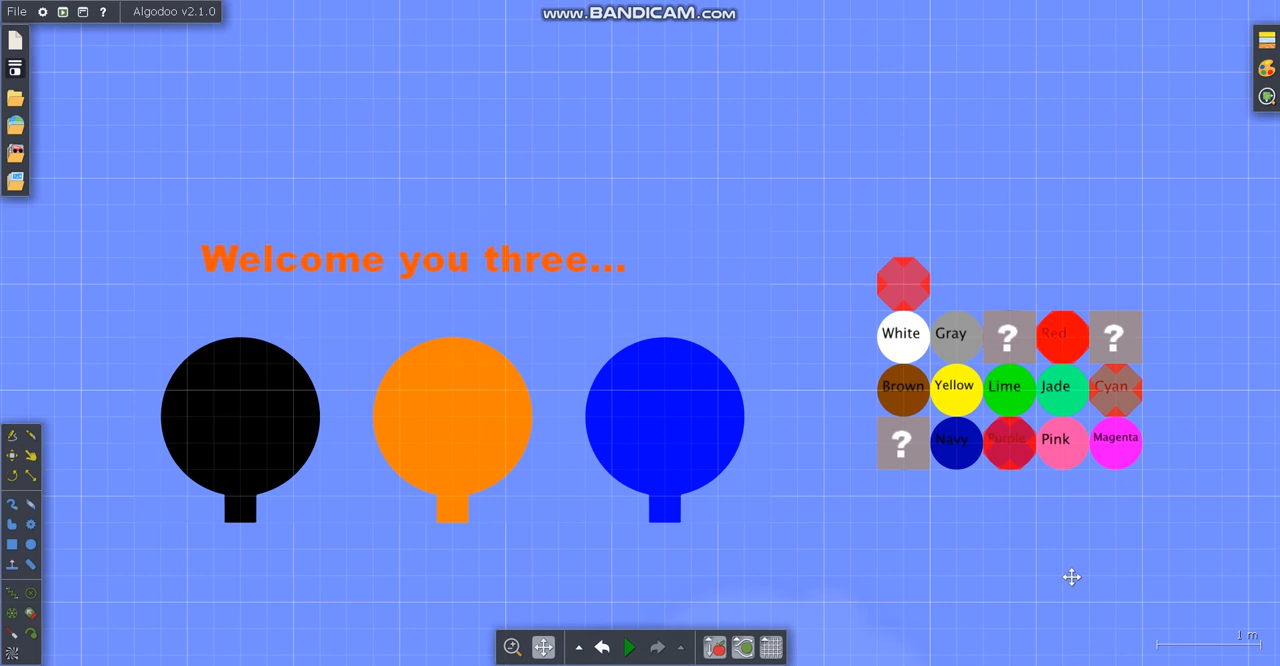 File ? Algodoo v2.1.0
www.BANDICAM.com
Welcome you three...
White Gray ? Red ?
Brown Yellow Lime Jade Cyan
? Navy Purple Pink Magenta
1 m